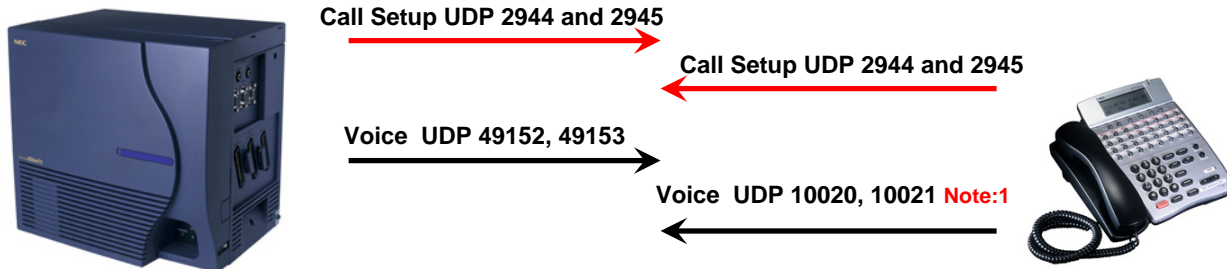 Call Setup UDP 2944 and 2945
Call Setup UDP 2944 and 2945
NEC
Voice UDP 49152, 49153
Voice UDP 10020, 10021 Note:1